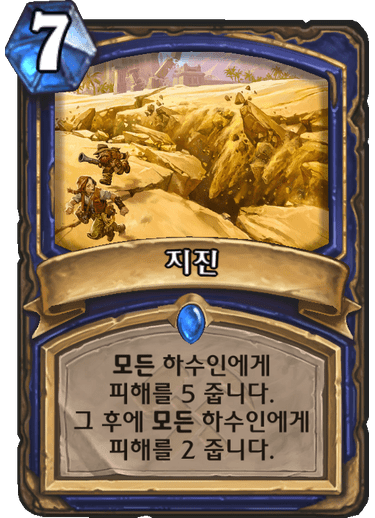 7
지진
모든 하수인에게
피해를 5 줍니다.
그 후에 모든 하수인에게
피해를 2 줍니다.